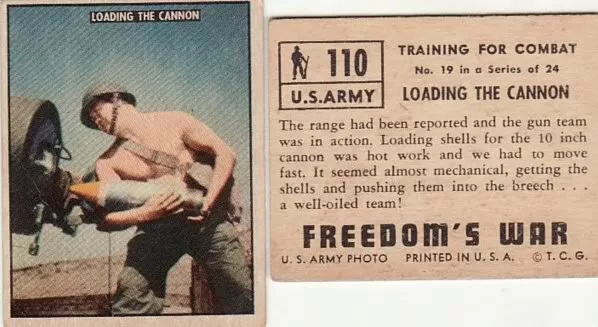 LOADING THE CANNON
110
U.S.ARMY
TRAINING FOR COMBAT
No. 19 in a Series of 24
LOADING THE CANNON
The range had been reported and the gun team
was in action. Loading shells for the 10 inch
cannon was hot work and we had to move
fast. It seemed almost mechanical, getting the
shells and pushing them into the breech . . .
a well-oiled team!
FREEDOM'S WAR
U. S. ARMY PHOTO PRINTED IN U. S. A. © T. C. G.